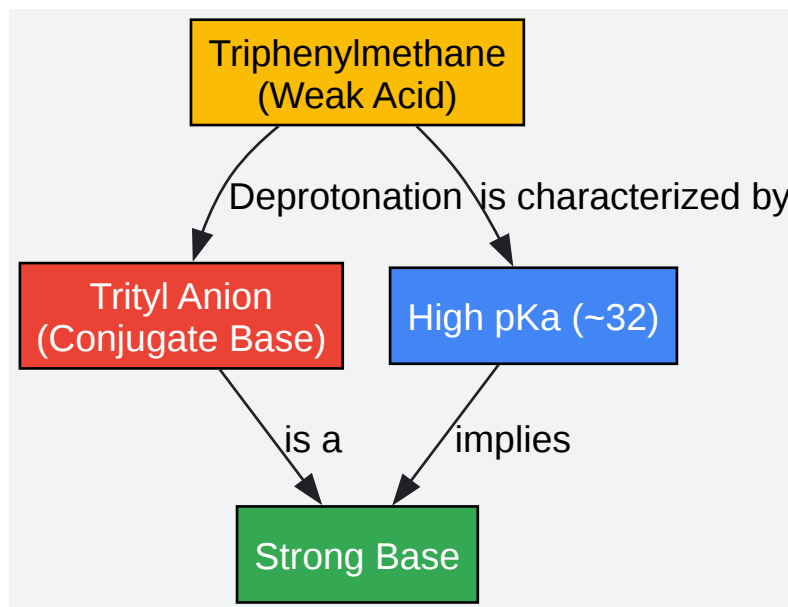 Triphenylmethane
(Weak Acid)
Deprotonation
is characterized by
Trityl Anion
(Conjugate Base)
High pKa (~32)
is a
implies
Strong Base